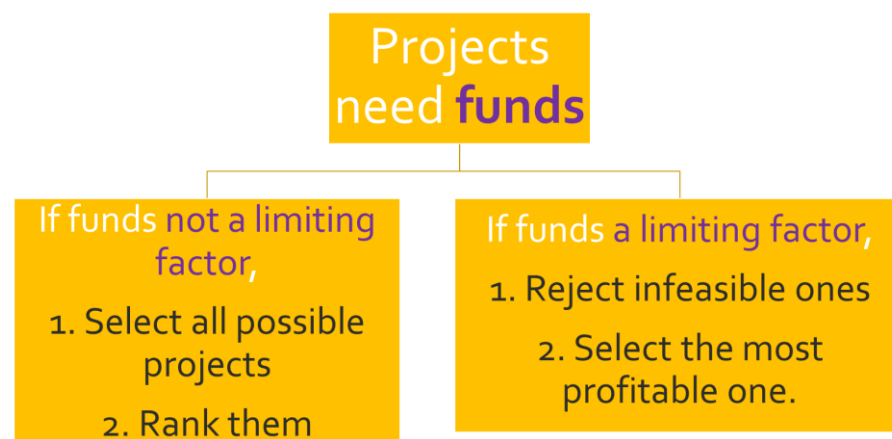 Projects
need funds
If funds not a limiting
factor,
1. Select all possible
projects
2. Rank them
If funds a limiting factor,
1. Reject infeasible ones
2. Select the most
profitable one.